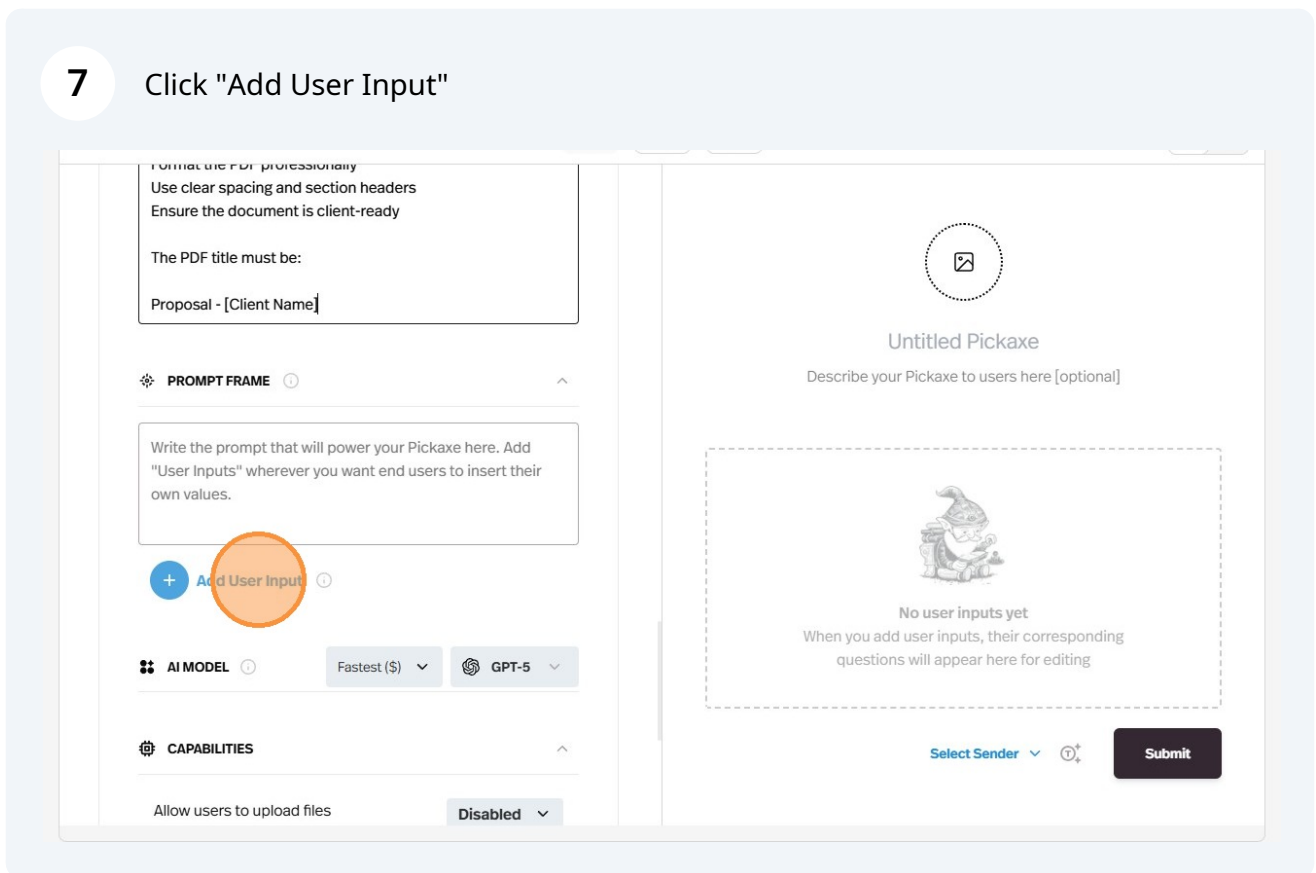 7
Click "Add User Input"
Format the PDF professionally
Use clear spacing and section headers
Ensure the document is client-ready
The PDF title must be:
Proposal - [Client Name]
PROMPT FRAME
Write the prompt that will power your Pickaxe here. Add
"User Inputs" wherever you want end users to insert their
own values.
+ Add User Input
AI MODEL
Fastest ($)
GPT-5
CAPABILITIES
Allow users to upload files
Disabled
Untitled Pickaxe
Describe your Pickaxe to users here [optional]
No user inputs yet
When you add user inputs, their corresponding
questions will appear here for editing
Select Sender
T
Submit